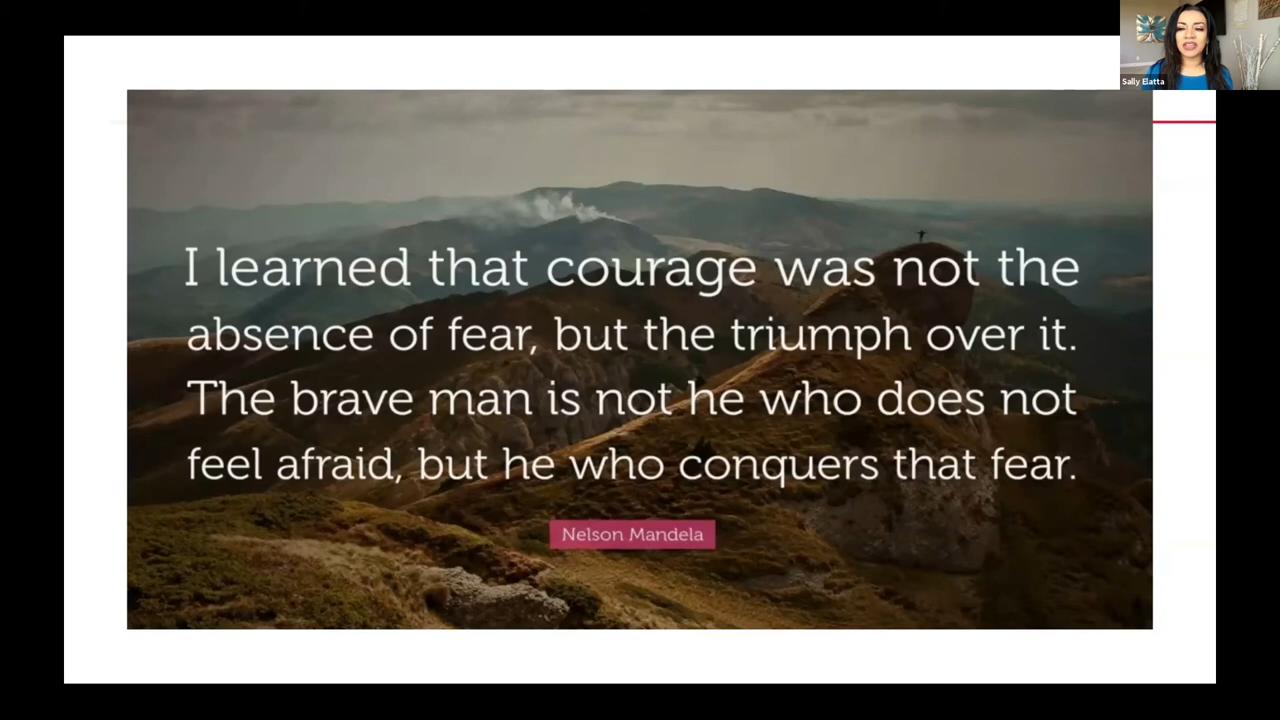 Sally Elatta
I learned that courage was not the
absence of fear, but the triumph over it.
The brave man is not he who does not
feel afraid, but he who conquers that fear.
Nelson Mandela